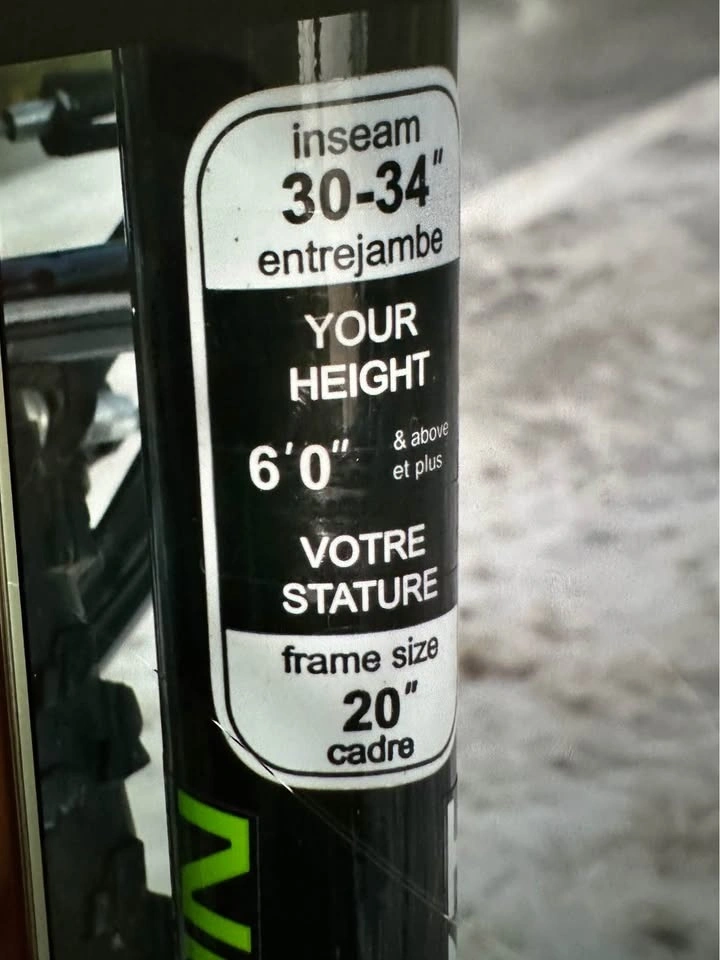 inseam
30-34"
entrejambe
YOUR
HEIGHT
6'0" & above
et plus
VOTRE
STATURE
frame size
20"
cadre